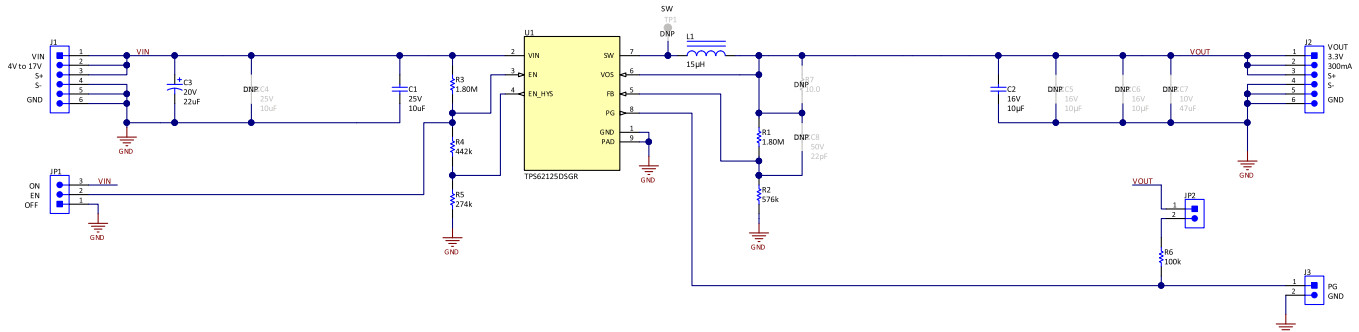 J1
VIN
4V to 17V
S+
S-
GND
1
2
3
4
5
6
VIN
GND
C3
20V
22uF
DNP
C4
25V
10uF
C1
25V
10uF
R3
1.80M
R4
442k
R5
274k
GND
JP1
ON
EN
OFF
3
2
1
VIN
GND
U1
2
VIN
3
EN
4
EN_HYS
SW
7
VOS
6
FB
5
PG
8
GND
1
PAD
9
TPS62125DSGR
GND
SW
TP1
DNP
L1
15μH
DNP
R7
10.0
R1
1.80M
DNP
C8
50V
22pF
R2
576k
GND
C2
16V
10μF
DNP
C5
16V
10μF
DNP
C6
16V
10μF
DNP
C7
10V
47uF
VOUT
GND
J2
1
2
3
4
5
6
VOUT
3.3V
300mA
S+
S-
GND
VOUT
JP2
1
2
R6
100k
J3
1
2
PG
GND
GND